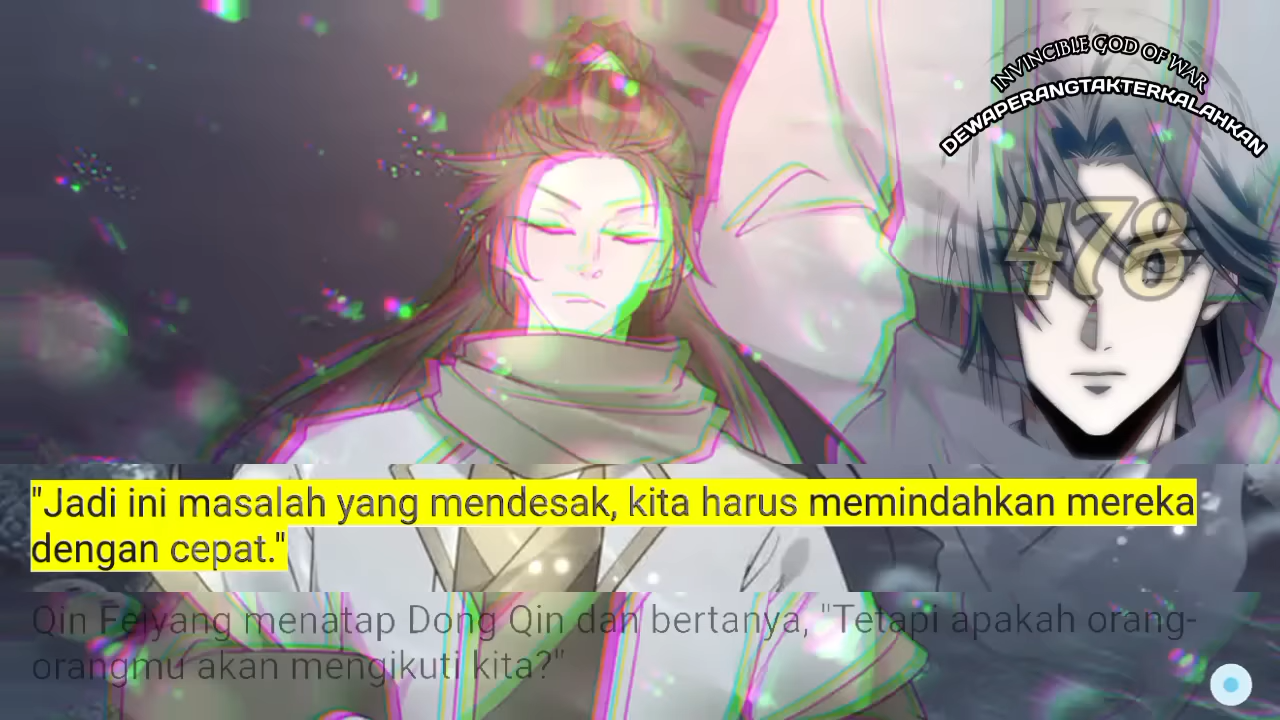 INVINCIBLE GOD OF WAR
DEWAPERANGTAKTERKALAHKAN
478
"Jadi ini masalah yang mendesak, kita harus memindahkan mereka
dengan cepat."
Qin Feiyang menatap Dong Qin dan bertanya, "Tetapi apakah orang-
orangmu akan mengikuti kita?"